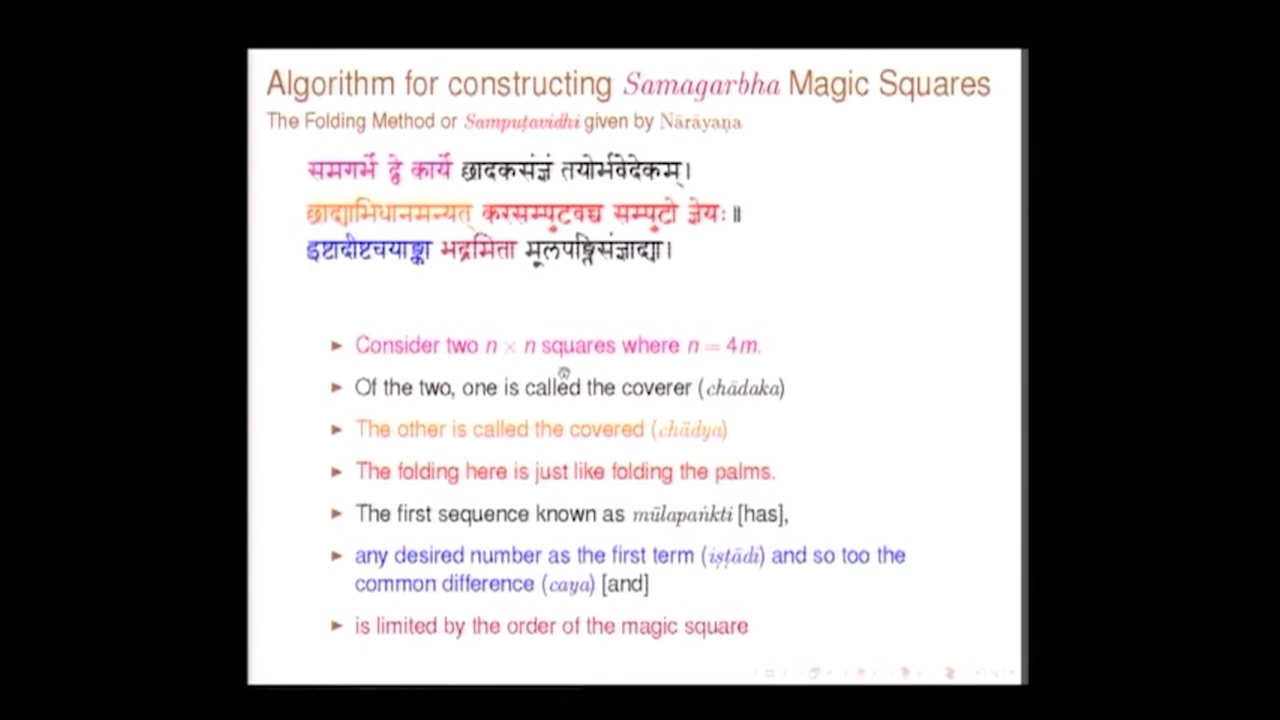 Algorithm for constructing Samagarbha Magic Squares
The Folding Method or Sampuṭavidhi given by Nārāyaṇa
समगर्भे द्वे कार्ये छादकसंज्ञं तयोर्भवेदेकम्।
छाद्याभिधानमन्यत् करसम्पुटवच्च सम्पुटो ज्ञेयः॥
इष्टादीष्टचयाङ्का भद्रमिता मूलपङ्क्तिसंज्ञाद्या।
► Consider two n × n squares where n = 4m.
► Of the two, one is called the coverer (chādaka)
► The other is called the covered (chādya)
► The folding here is just like folding the palms.
► The first sequence known as mūlapaṅkti [has],
► any desired number as the first term (iṣṭādi) and so too the
common difference (caya) [and]
► is limited by the order of the magic square